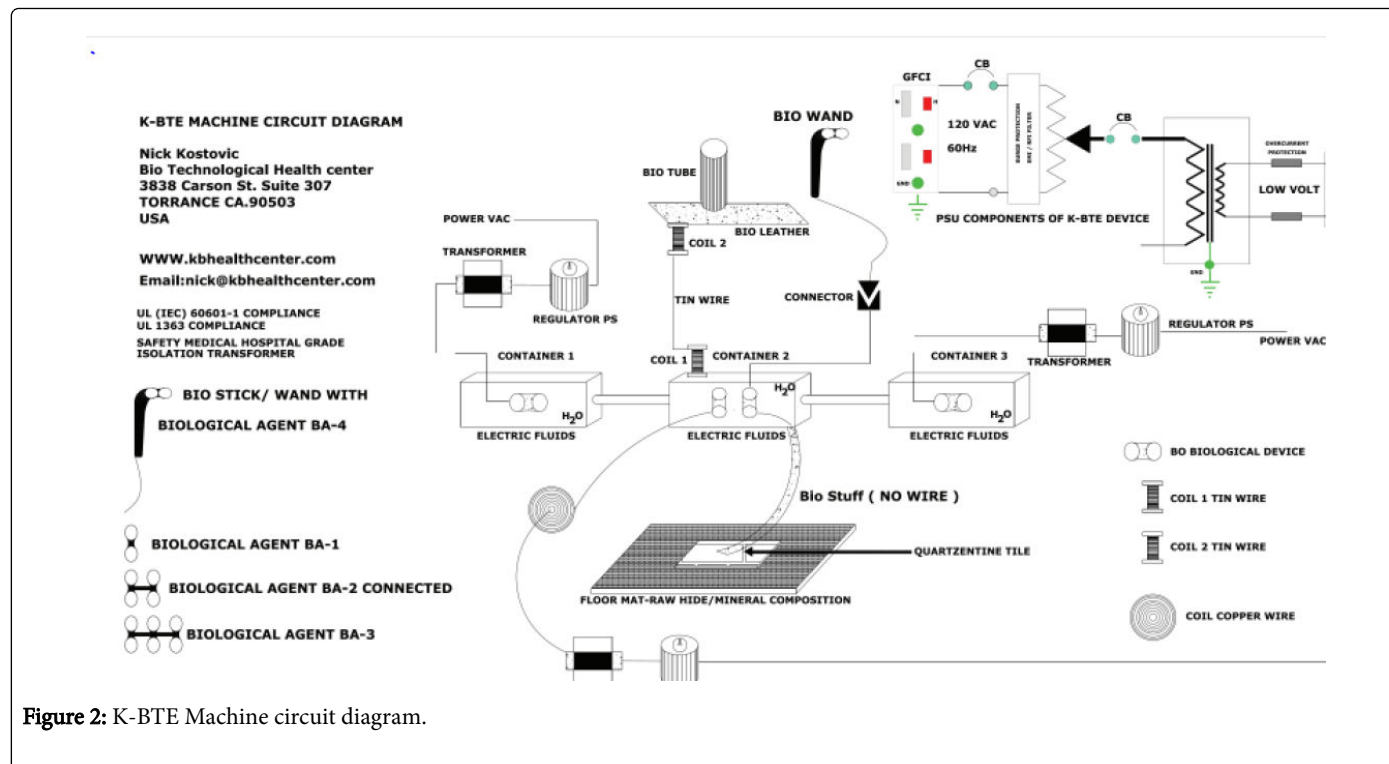 K-BTE MACHINE CIRCUIT DIAGRAM
Nick Kostovic
Bio Technological Health center
3838 Carson St. Suite 307
TORRANCE CA.90503
USA
WWW.kbhealthcenter.com
Email:nick@kbhealthcenter.com
UL (IEC) 60601-1 COMPLIANCE
UL 1363 COMPLIANCE
SAFETY MEDICAL HOSPITAL GRADE
ISOLATION TRANSFORMER
BIO STICK/ WAND WITH
BIOLOGICAL AGENT BA-4
BIOLOGICAL AGENT BA-1
BIOLOGICAL AGENT BA-2 CONNECTED
BIOLOGICAL AGENT BA-3
POWER VAC
TRANSFORMER
REGULATOR PS
CONTAINER 1
H2O
ELECTRIC FLUIDS
BIO TUBE
BIO LEATHER
COIL 2
TIN WIRE
COIL 1
CONTAINER 2
H2O
ELECTRIC FLUIDS
BIO WAND
CONNECTOR
Bio Stuff ( NO WIRE )
QUARTZENTINE TILE
FLOOR MAT-RAW HIDE/MINERAL COMPOSITION
GFCI
CB
N
H
120 VAC
60Hz
GND
SURGE PROTECTION
EMI / RFI FILTER
CB
OVERCURRENT
PROTECTION
LOW VOLT
GND
PSU COMPONENTS OF K-BTE DEVICE
REGULATOR PS
POWER VAC
TRANSFORMER
CONTAINER 3
H2O
ELECTRIC FLUIDS
BO BIOLOGICAL DEVICE
COIL 1 TIN WIRE
COIL 2 TIN WIRE
COIL COPPER WIRE
Figure 2: K-BTE Machine circuit diagram.